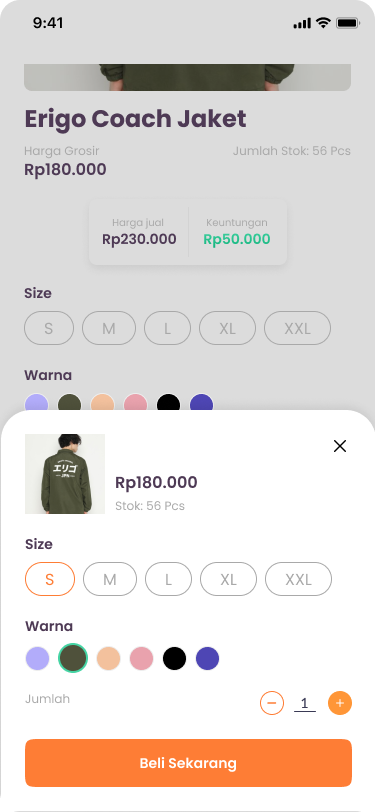 9:41
Erigo Coach Jaket
Harga Grosir
Jumlah Stok: 56 Pcs
Rp180.000
Harga jual
Keuntungan
Rp230.000
Rp50.000
Size
S M L XL XXL
Warna
エリゴ
-JPN-
Rp180.000
Stok: 56 Pcs
Size
S M L XL XXL
Warna
Jumlah
1
Beli Sekarang